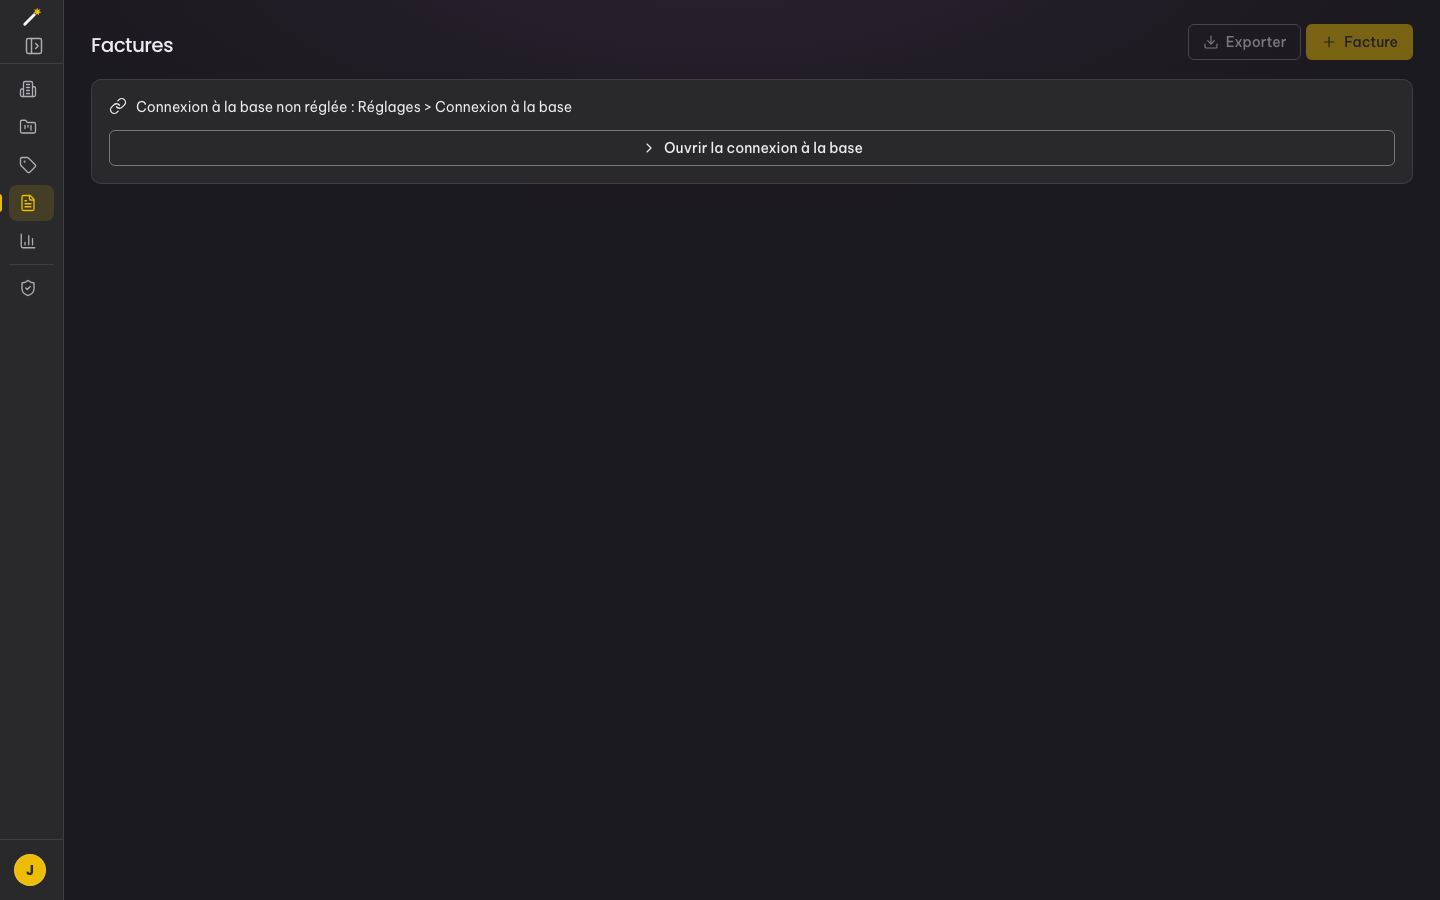 Factures
Exporter
Facture
Connexion à la base non réglée : Réglages > Connexion à la base
Ouvrir la connexion à la base
J